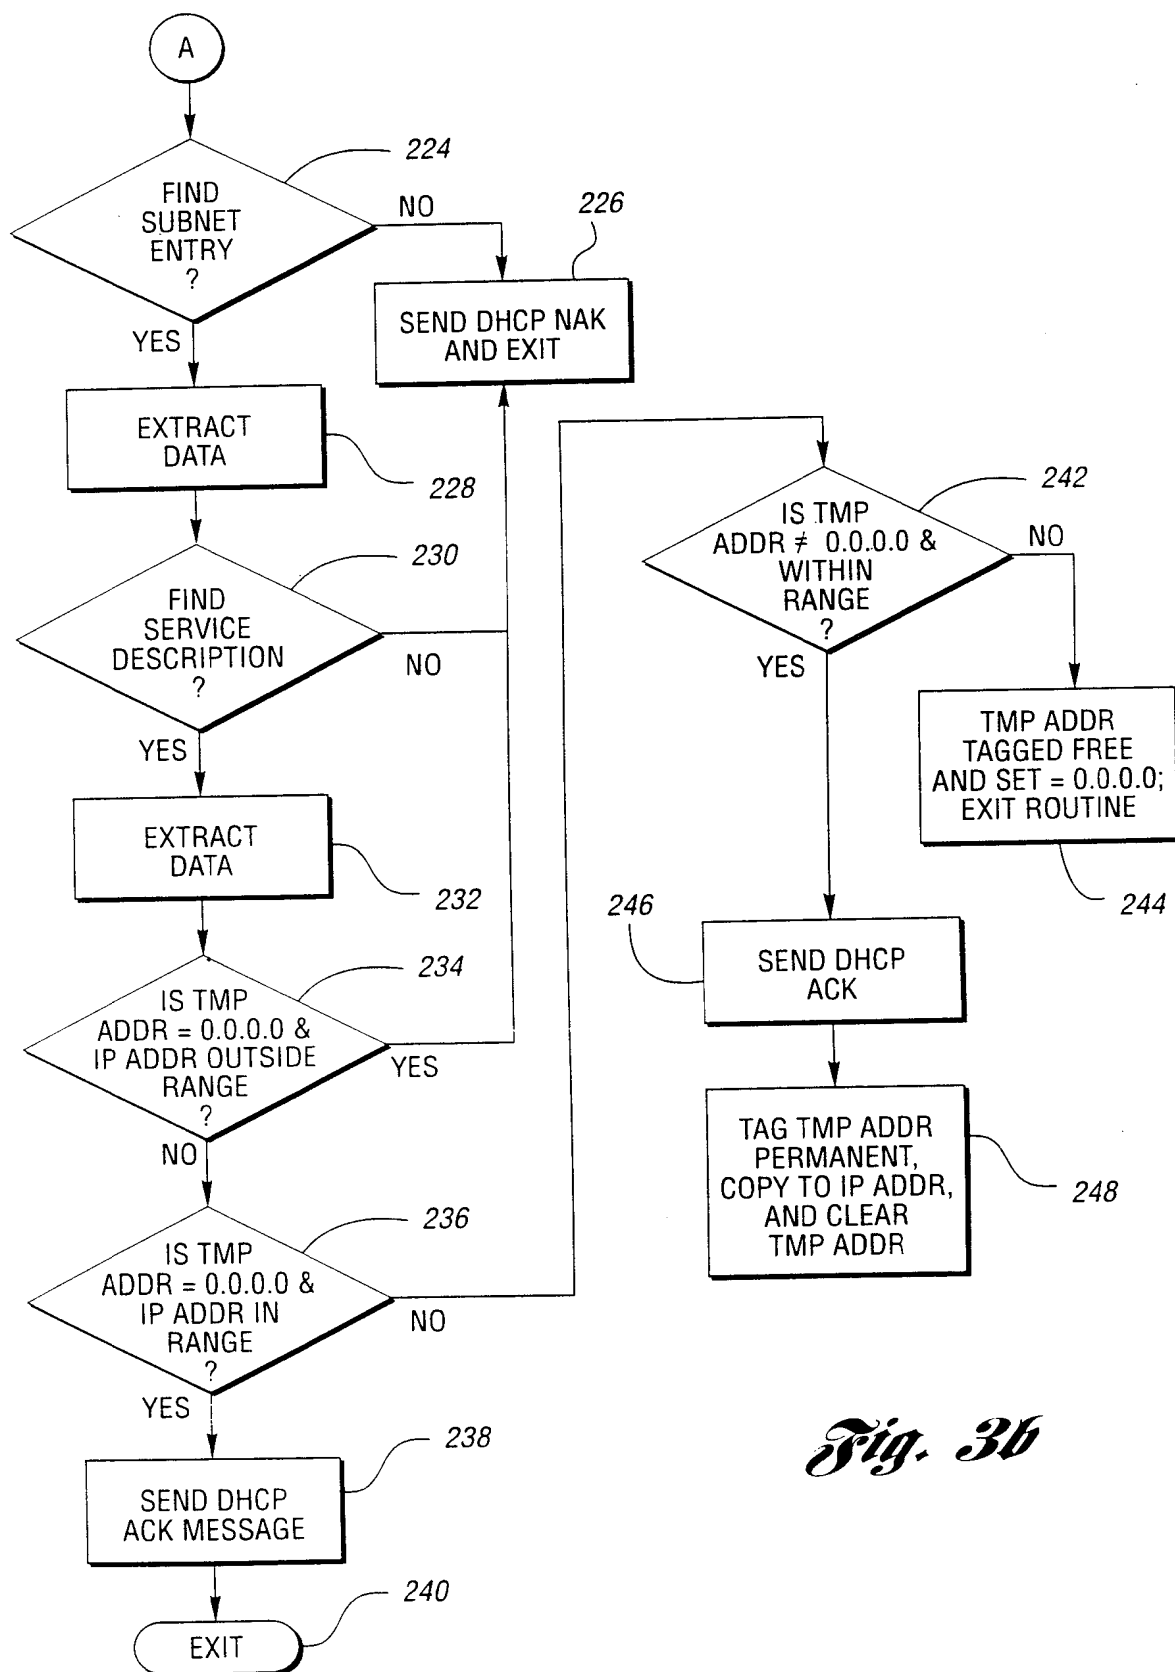 A
224
FIND
SUBNET
ENTRY
?
NO
YES
226
SEND DHCP NAK
AND EXIT
EXTRACT
DATA
228
230
FIND
SERVICE
DESCRIPTION
?
NO
YES
EXTRACT
DATA
232
234
IS TMP
ADDR = 0.0.0.0 &
IP ADDR OUTSIDE
RANGE
?
YES
NO
236
IS TMP
ADDR = 0.0.0.0 &
IP ADDR IN
RANGE
?
NO
YES
238
SEND DHCP
ACK MESSAGE
240
EXIT
242
IS TMP
ADDR ≠ 0.0.0.0 &
WITHIN
RANGE
?
NO
YES
TMP ADDR
TAGGED FREE
AND SET = 0.0.0.0;
EXIT ROUTINE
244
246
SEND DHCP
ACK
TAG TMP ADDR
PERMANENT,
COPY TO IP ADDR,
AND CLEAR
TMP ADDR
248
Fig. 3b